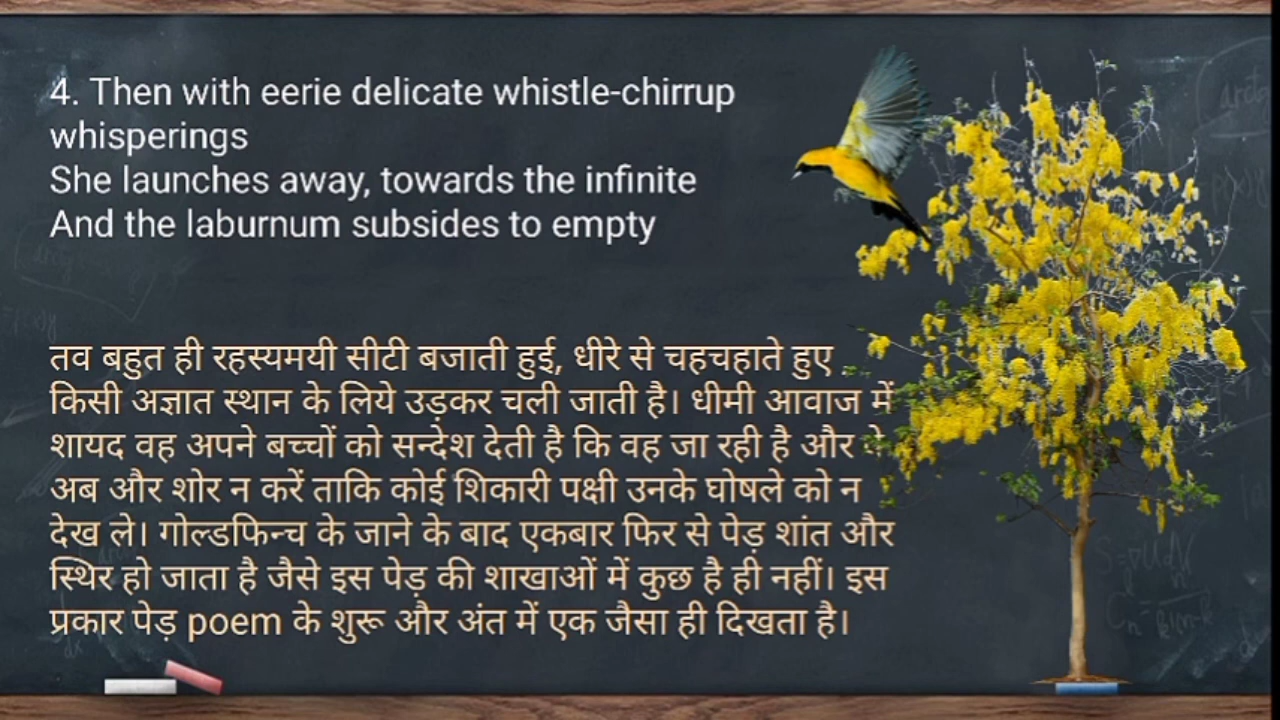 4. Then with eerie delicate whistle-chirrup
whisperings
She launches away, towards the infinite
And the laburnum subsides to empty
तव बहुत ही रहस्यमयी सीटी बजाती हुई, धीरे से चहचहाते हुए
किसी अज्ञात स्थान के लिये उड़कर चली जाती है। धीमी आवाज में
शायद वह अपने बच्चों को सन्देश देती है कि वह जा रही है और वे
अब और शोर न करें ताकि कोई शिकारी पक्षी उनके घोषले को न
देख ले। गोल्डफिन्च के जाने के बाद एकबार फिर से पेड़ शांत और
स्थिर हो जाता है जैसे इस पेड़ की शाखाओं में कुछ है ही नहीं। इस
प्रकार पेड़ poem के शुरू और अंत में एक जैसा ही दिखता है।